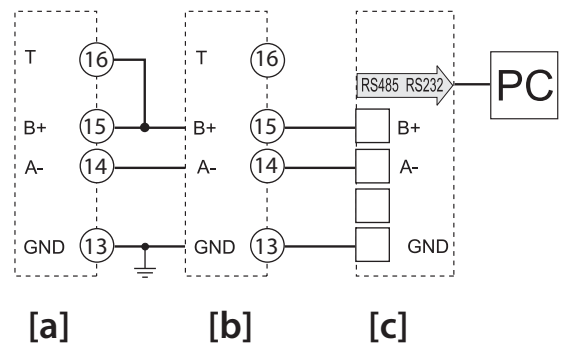 T 16 T 16
RS485 RS232 PC
B+ 15 B+ 15 B+
A- 14 A- 14 A-
GND 13 GND 13 GND
[a] [b] [c]